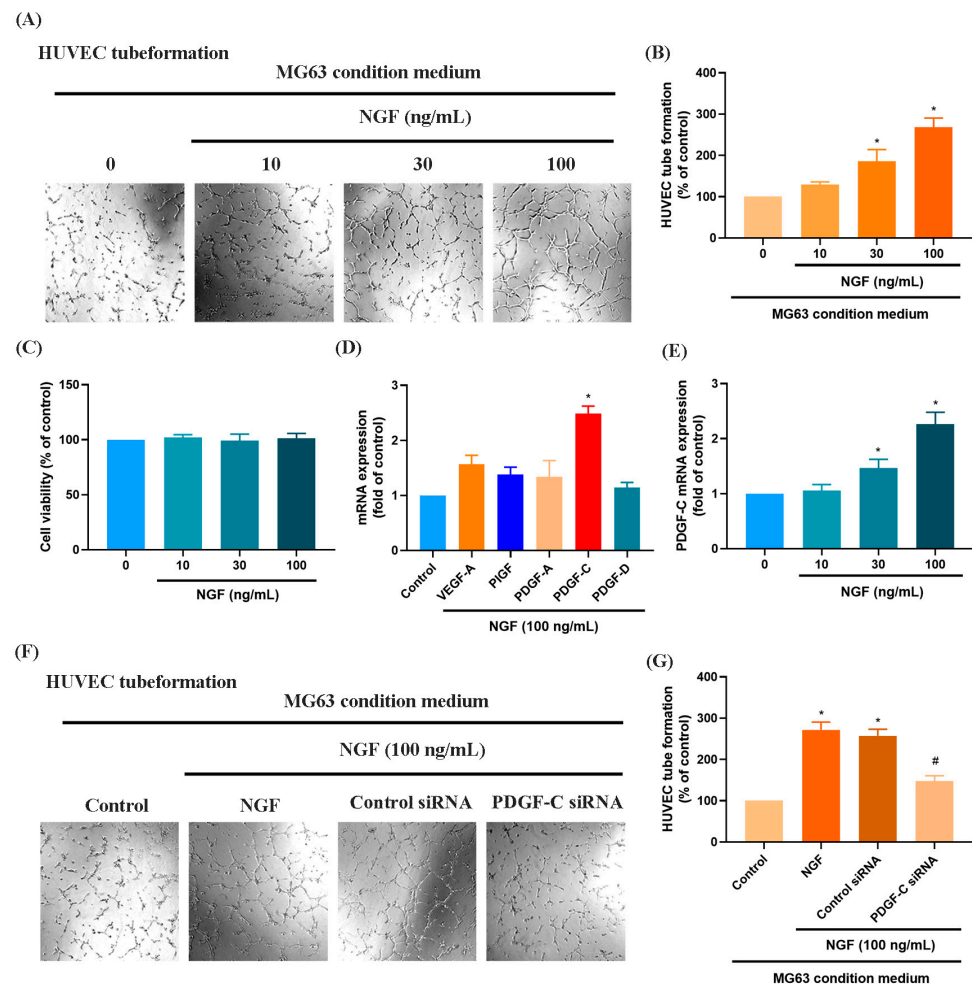 (A)
HUVEC tubeformation
MG63 condition medium
NGF (ng/mL)
0 10 30 100
(B)
HUVEC tube formation
(% of control)
400
300
200
100
0
*
*
0 10 30 100
NGF (ng/mL)
MG63 condition medium
(C)
Cell viability (% of control)
150
100
50
0
0 10 30 100
NGF (ng/mL)
(D)
mRNA expression
(fold of control)
3
2
1
0
*
Control
VEGF-A
PIGF
PDGF-A
PDGF-C
PDGF-D
NGF (100 ng/mL)
(E)
PDGF-C mRNA expression
(fold of control)
3
2
1
0
*
*
0 10 30 100
NGF (ng/mL)
(F)
HUVEC tubeformation
MG63 condition medium
NGF (100 ng/mL)
Control NGF Control siRNA PDGF-C siRNA
(G)
HUVEC tube formation
(% of control)
400
300
200
100
0
*
*
#
Control
NGF
Control siRNA
PDGF-C siRNA
NGF (100 ng/mL)
MG63 condition medium